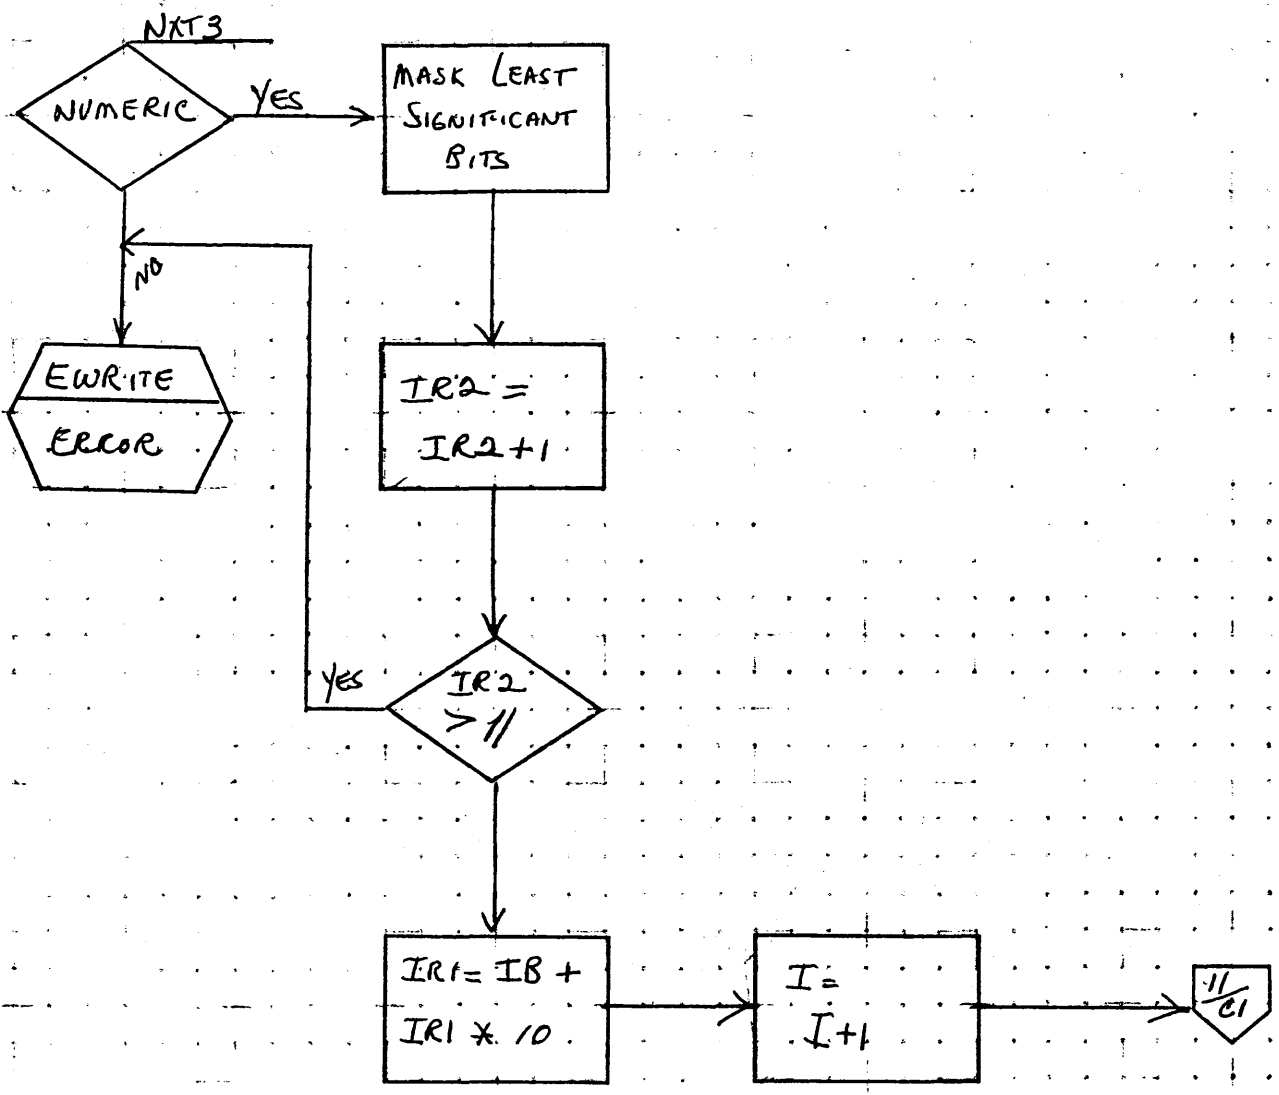 NXT3
NUMERIC
YES
MASK LEAST
SIGNIFICANT
BITS
NO
EWRITE
ERROR
IR2 =
IR2+1
YES
IR2
> 11
IR1= IB +
IR1 * 10
I=
I+1
11/C1